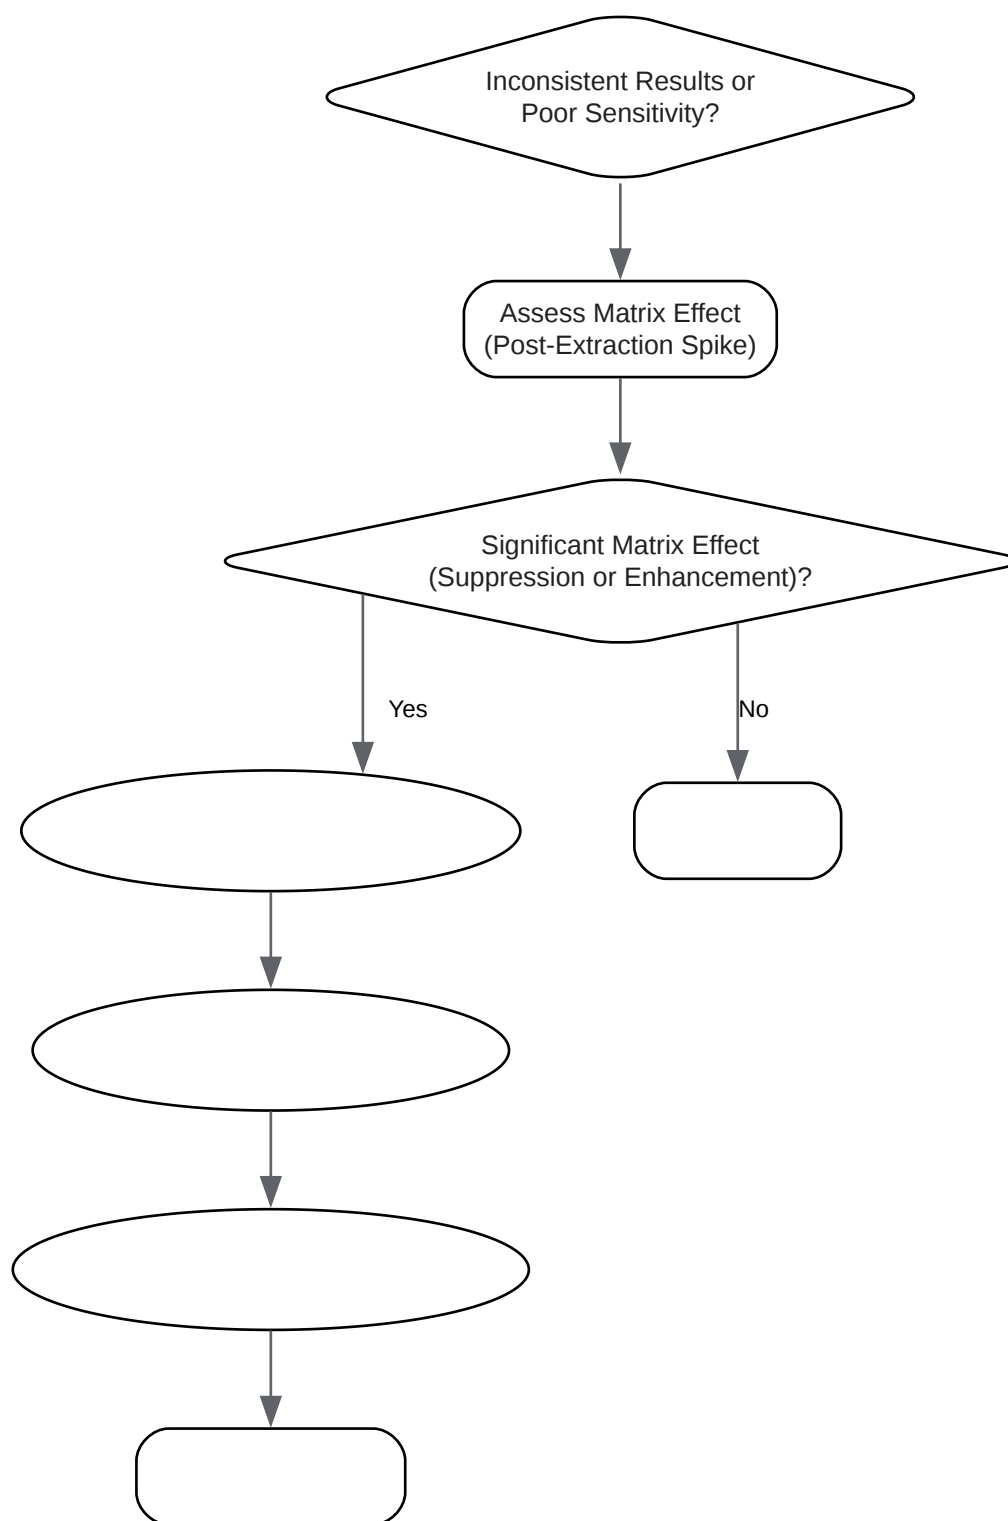 Inconsistent Results or
Poor Sensitivity?
Assess Matrix Effect
(Post-Extraction Spike)
Significant Matrix Effect
(Suppression or Enhancement)?
Yes
No